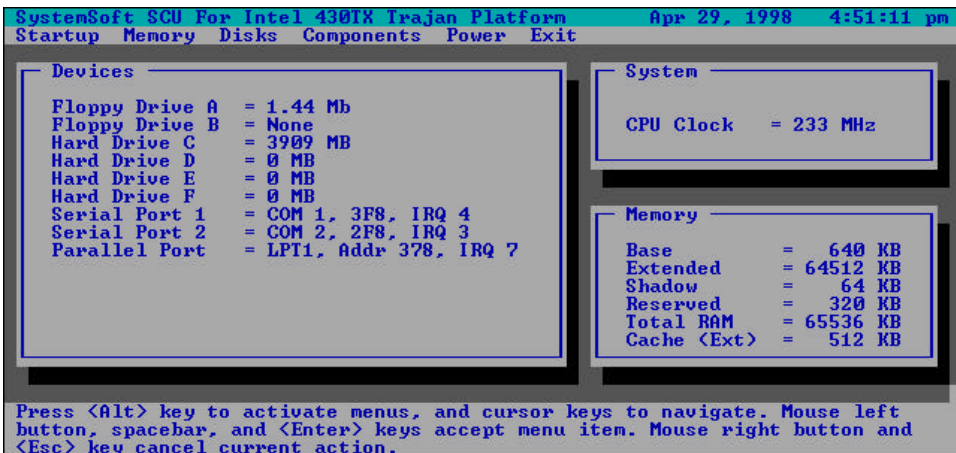 SystemSoft SCU For Intel 430TX Trajan Platform Apr 29, 1998 4:51:11 pm
Startup Memory Disks Components Power Exit
Devices
Floppy Drive A = 1.44 Mb
Floppy Drive B = None
Hard Drive C = 3909 MB
Hard Drive D = 0 MB
Hard Drive E = 0 MB
Hard Drive F = 0 MB
Serial Port 1 = COM 1, 3F8, IRQ 4
Serial Port 2 = COM 2, 2F8, IRQ 3
Parallel Port = LPT1, Addr 378, IRQ 7
System
CPU Clock = 233 MHz
Memory
Base = 640 KB
Extended = 64512 KB
Shadow = 64 KB
Reserved = 320 KB
Total RAM = 65536 KB
Cache (Ext) = 512 KB
Press <Alt> key to activate menus, and cursor keys to navigate. Mouse left
button, spacebar, and <Enter> keys accept menu item. Mouse right button and
<Esc> key cancel current action.